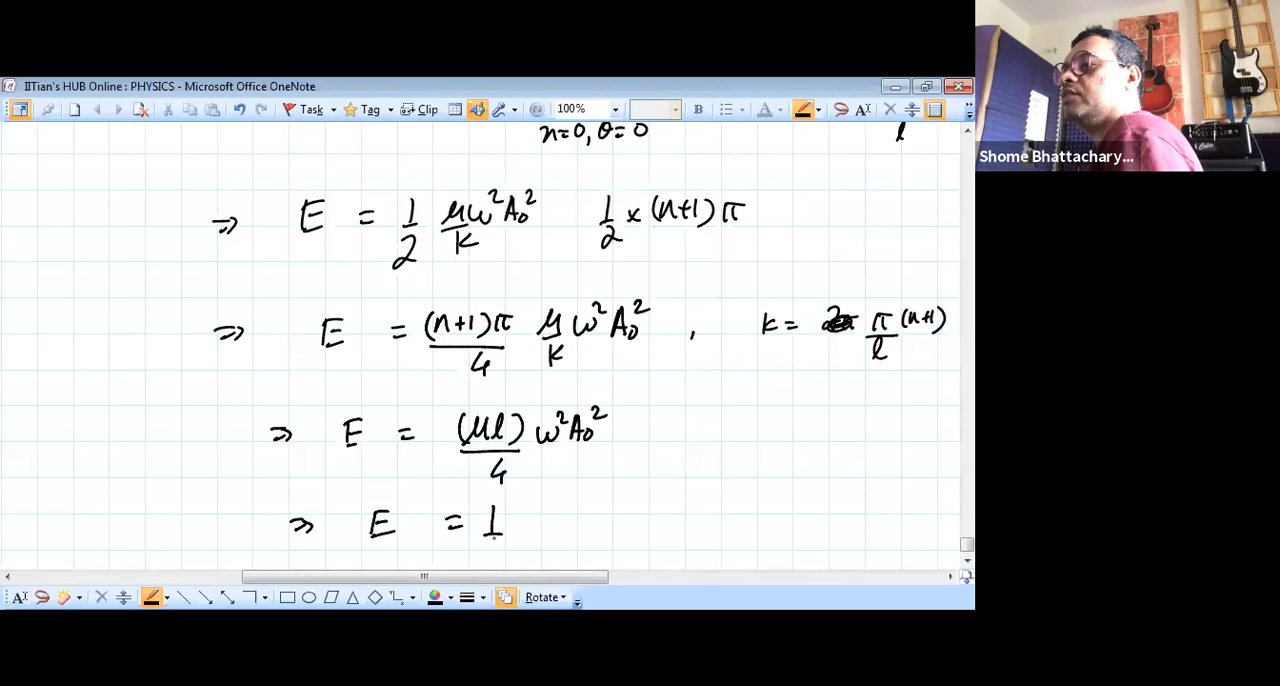 IITian's HUB Online : PHYSICS - Microsoft Office OneNote
Task Tag Clip 100% B A A
n=0, θ=0 l
Shome Bhattachary...
⇒ E = 1/2 μω²A₀²/k 1/2 × (n+1)π
⇒ E = (n+1)π/4 μ/k ω²A₀² , k = π/l (n+1)
⇒ E = (μl)/4 ω²A₀²
⇒ E = 1
Rotate